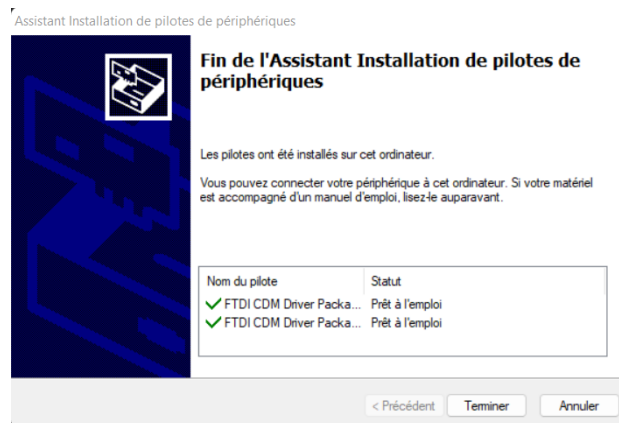 Assistant Installation de pilotes de périphériques
Fin de l'Assistant Installation de pilotes de
périphériques
Les pilotes ont été installés sur cet ordinateur.
Vous pouvez connecter votre périphérique à cet ordinateur. Si votre matériel
est accompagné d'un manuel d'emploi, lisez-le auparavant.
Nom du pilote Statut
FTDI CDM Driver Packa... Prêt à l'emploi
FTDI CDM Driver Packa... Prêt à l'emploi
< Précédent Terminer Annuler